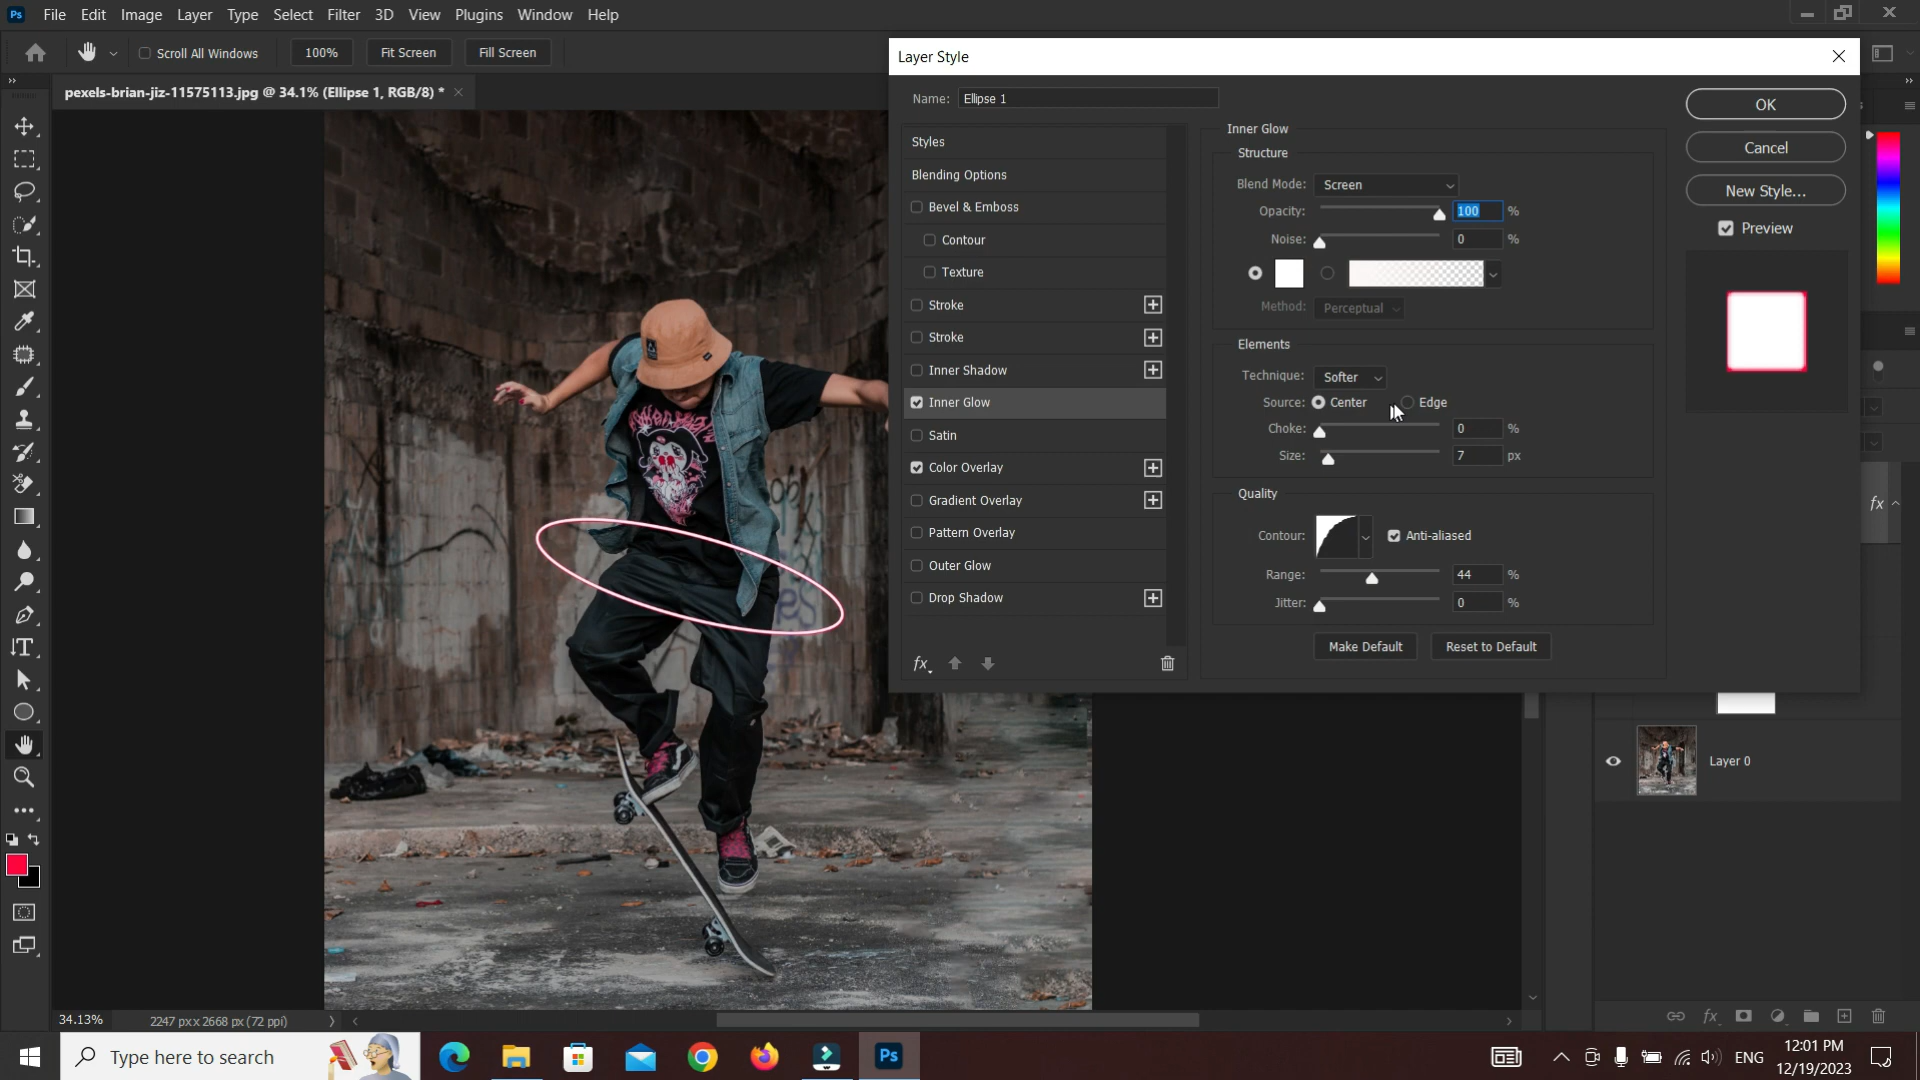 Ps File Edit Image Layer Type Select Filter 3D View Plugins Window Help
Scroll All Windows 100% Fit Screen Fill Screen
pexels-brian-jiz-11575113.jpg @ 34.1% (Ellipse 1, RGB/8) *
Layer Style
Name: Ellipse 1
Styles
Blending Options
Bevel & Emboss
Contour
Texture
Stroke
Stroke
Inner Shadow
Inner Glow
Satin
Color Overlay
Gradient Overlay
Pattern Overlay
Outer Glow
Drop Shadow
fx
Inner Glow
Structure
Blend Mode: Screen
Opacity: 100 %
Noise: 0 %
Method: Perceptual
Elements
Technique: Softer
Source: Center Edge
Choke: 0 %
Size: 7 px
Quality
Contour: Anti-aliased
Range: 44 %
Jitter: 0 %
Make Default Reset to Default
OK
Cancel
New Style...
Preview
fx
Layer 0
fx
34.13% 2247 px x 2668 px (72 ppi)
Type here to search
Ps
ENG
12:01 PM
12/19/2023